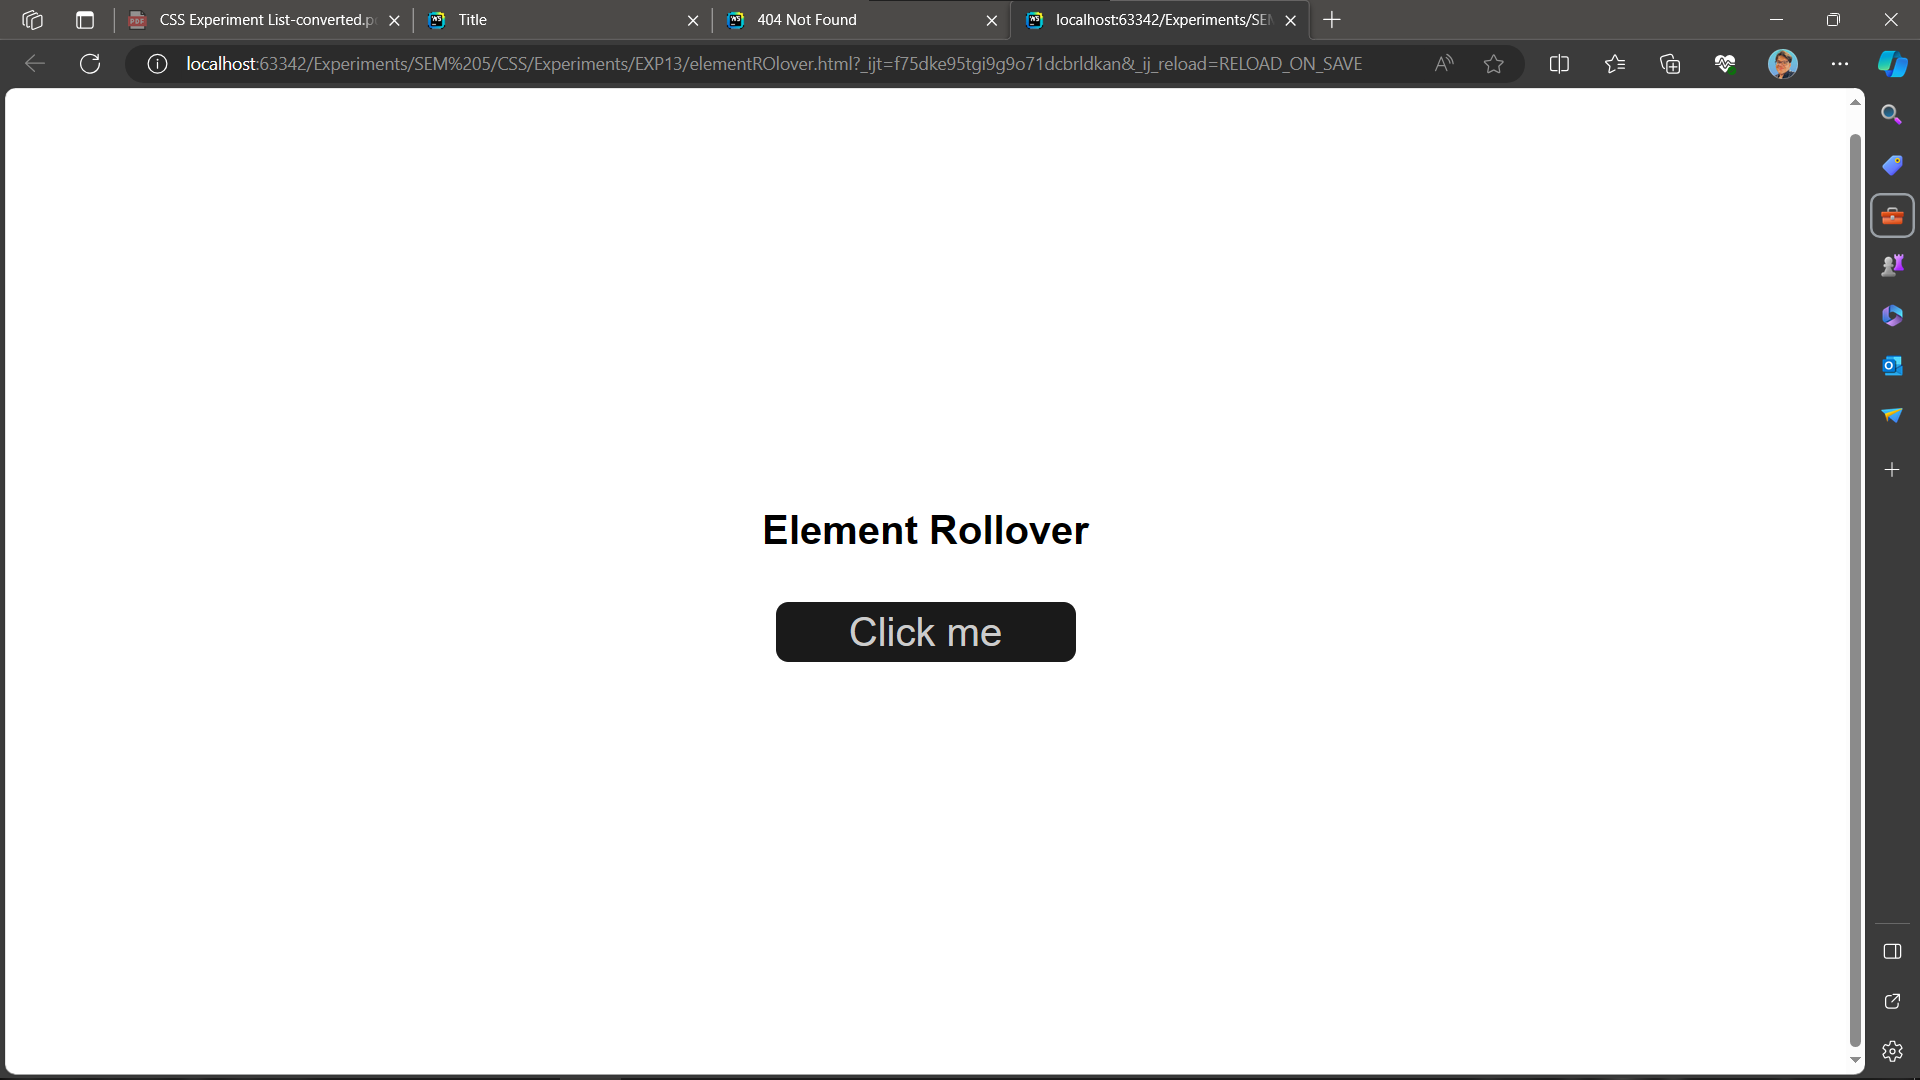 CSS Experiment List-converted.p
Title
404 Not Found
localhost:63342/Experiments/SEM
localhost:63342/Experiments/SEM%205/CSS/Experiments/EXP13/elementROlover.html?_ijt=f75dke95tgi9g9o71dcbrldkan&_ij_reload=RELOAD_ON_SAVE
Element Rollover
Click me